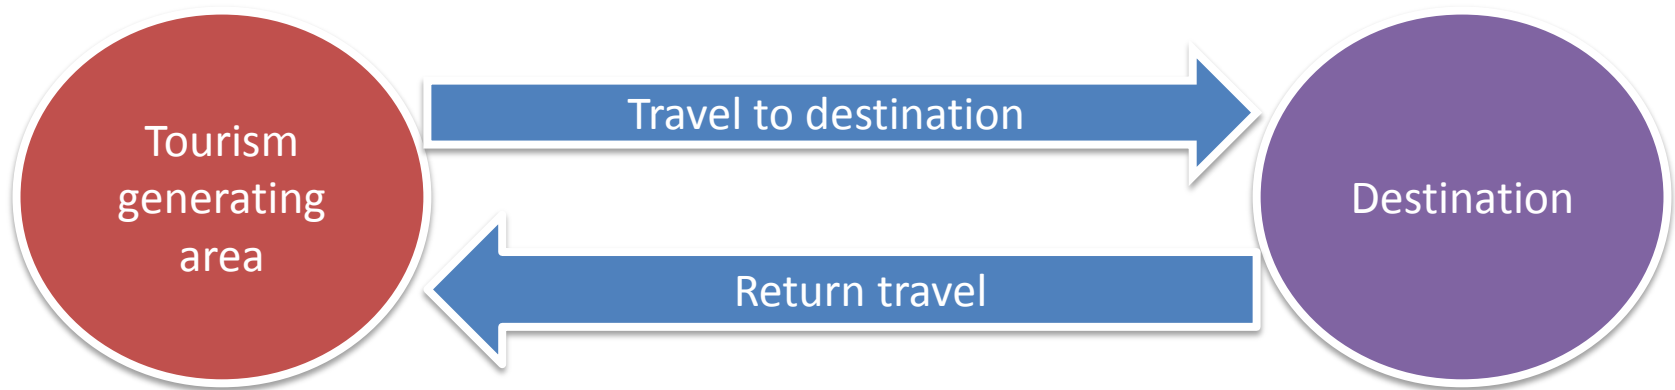 Tourism
generating
area
Travel to destination
Return travel
Destination